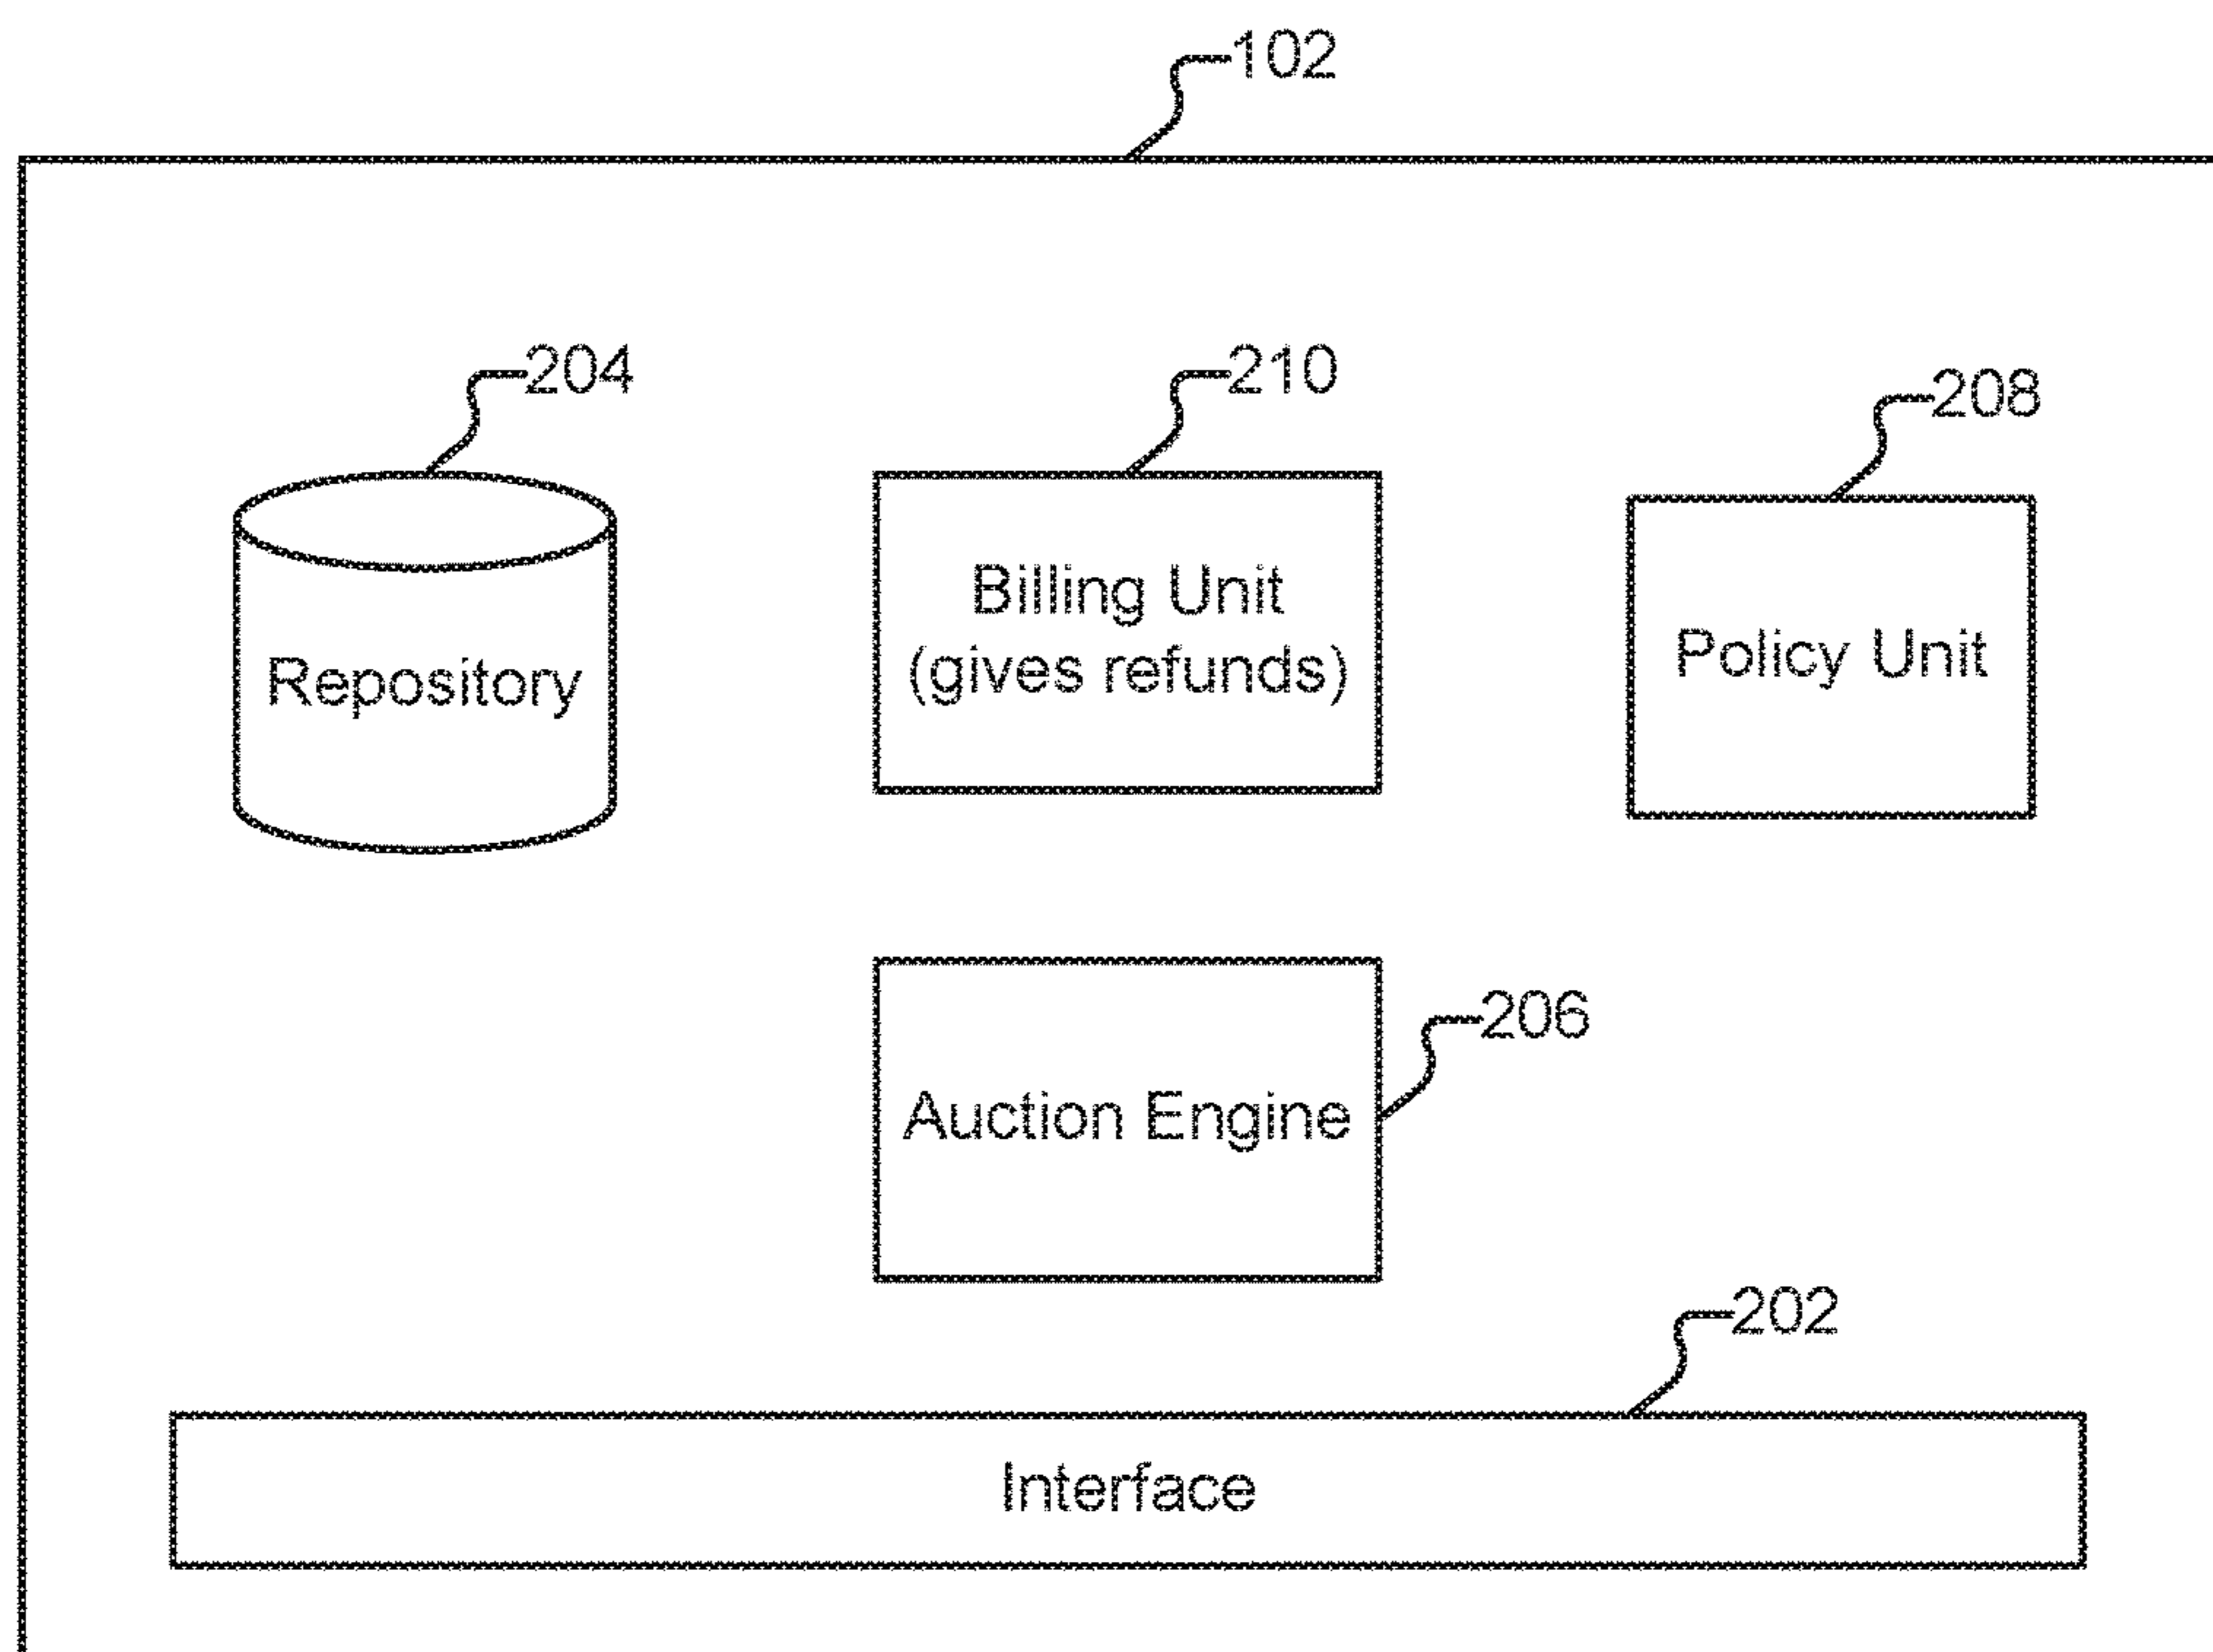 102
204
210
208
Repository
Billing Unit
(gives refunds)
Policy Unit
206
Auction Engine
202
Interface